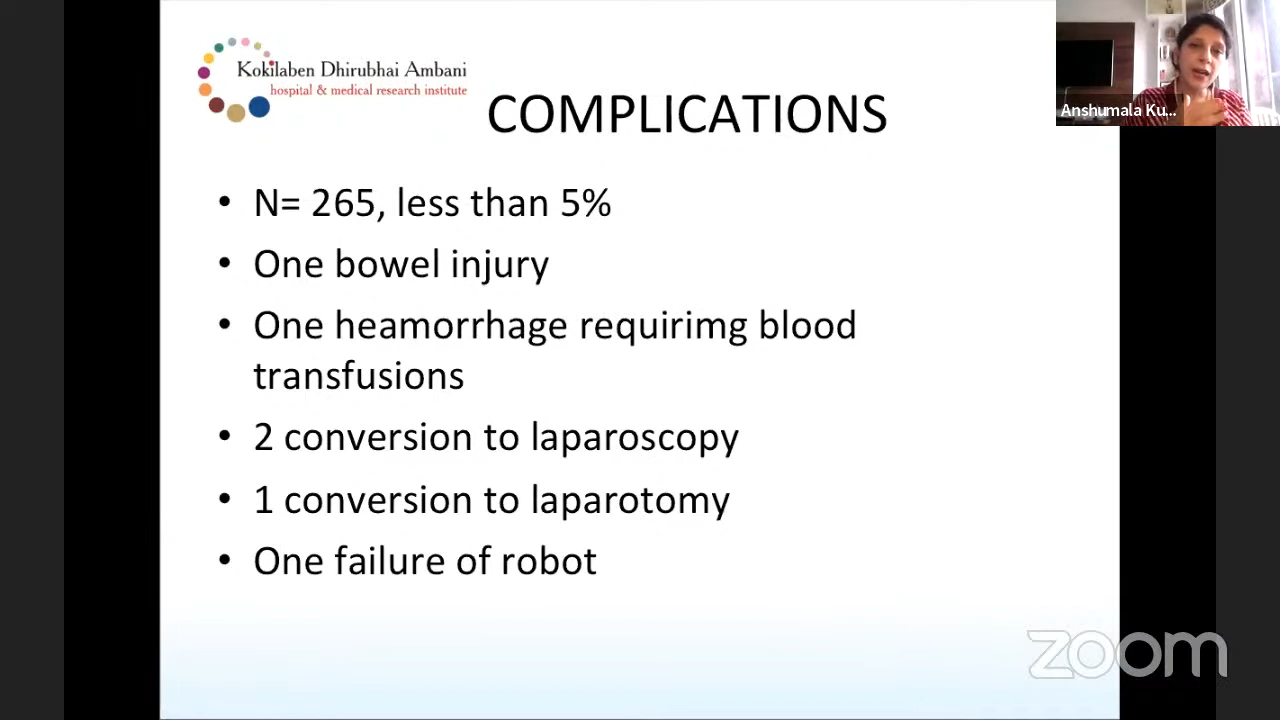 Kokilaben Dhirubhai Ambani
hospital & medical research institute
COMPLICATIONS
Anshumala Ku...
• N= 265, less than 5%
• One bowel injury
• One heamorrhage requirimg blood
transfusions
• 2 conversion to laparoscopy
• 1 conversion to laparotomy
• One failure of robot
zoom